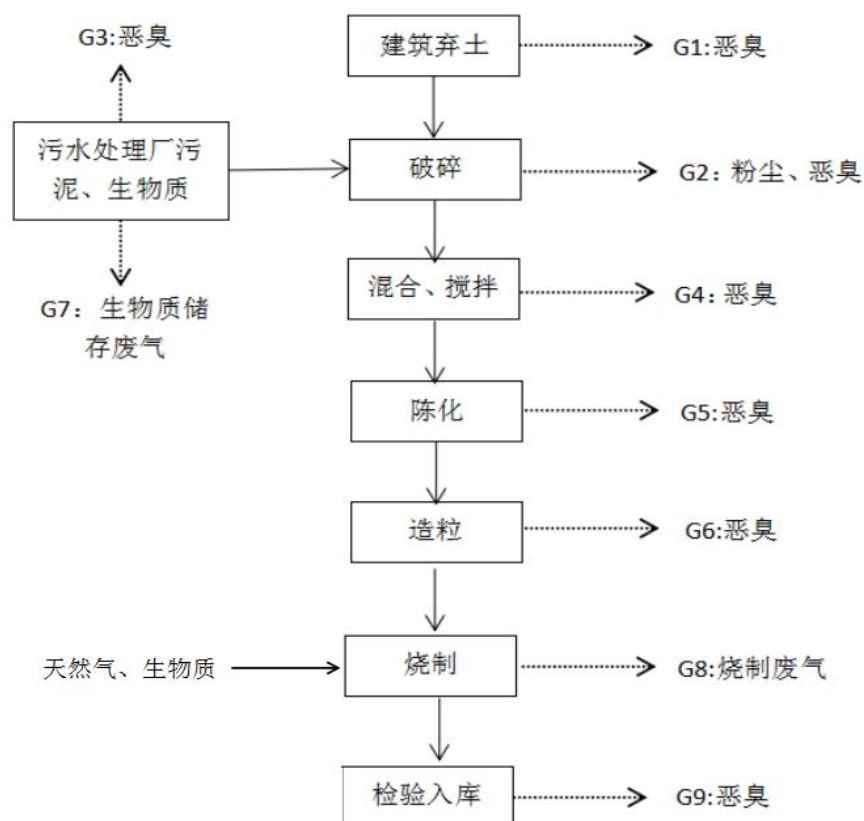 G3:恶臭
建筑弃土
G1:恶臭
污水处理厂污
泥、生物质
破碎
G2：粉尘、恶臭
G7：生物质储
存废气
混合、搅拌
G4：恶臭
陈化
G5:恶臭
造粒
G6:恶臭
天然气、生物质
烧制
G8:烧制废气
检验入库
G9:恶臭